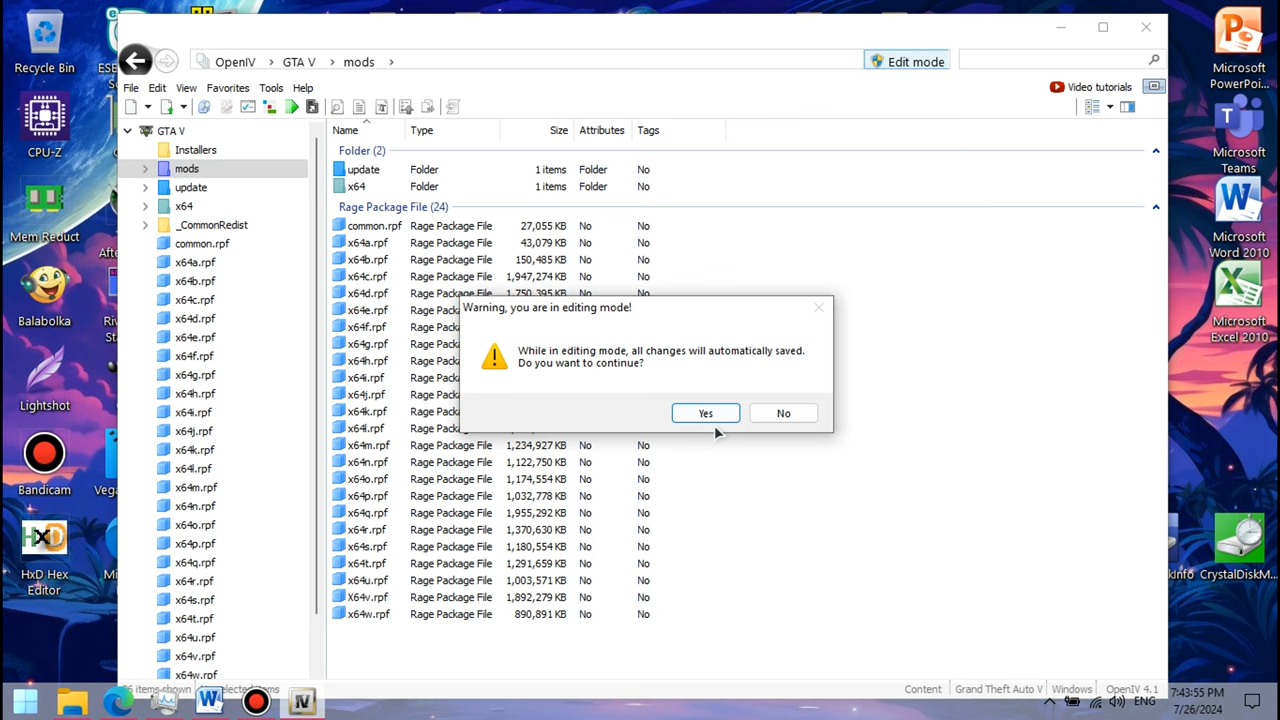 Recycle Bin
CPU-Z
Mem Reduct
Balabolka
Lightshot
Bandicam
HxD Hex
Editor
OpenIV
GTA V
mods
Edit mode
File
Edit
View
Favorites
Tools
Help
Video tutorials
GTA V
Installers
mods
update
x64
_CommonRedist
common.rpf
x64a.rpf
x64b.rpf
x64c.rpf
x64d.rpf
x64e.rpf
x64f.rpf
x64g.rpf
x64h.rpf
x64i.rpf
x64j.rpf
x64k.rpf
x64l.rpf
x64m.rpf
x64n.rpf
x64o.rpf
x64p.rpf
x64q.rpf
x64r.rpf
x64s.rpf
x64t.rpf
x64u.rpf
x64v.rpf
x64w.rpf
Name Type Size Attributes Tags
Folder (2)
update Folder 1 items Folder No
x64 Folder 1 items Folder No
Rage Package File (24)
common.rpf Rage Package File 27,055 KB No No
x64a.rpf Rage Package File 43,079 KB No No
x64b.rpf Rage Package File 150,485 KB No No
x64c.rpf Rage Package File 1,947,274 KB No No
x64d.rpf Rage Package File 1,750,395 KB No No
x64e.rpf
x64f.rpf
x64g.rpf
x64h.rpf
x64i.rpf
x64j.rpf
x64k.rpf
x64l.rpf
x64m.rpf Rage Package File 1,234,927 KB No No
x64n.rpf Rage Package File 1,122,750 KB No No
x64o.rpf Rage Package File 1,174,554 KB No No
x64p.rpf Rage Package File 1,032,778 KB No No
x64q.rpf Rage Package File 1,955,292 KB No No
x64r.rpf Rage Package File 1,370,630 KB No No
x64s.rpf Rage Package File 1,180,554 KB No No
x64t.rpf Rage Package File 1,291,659 KB No No
x64u.rpf Rage Package File 1,003,571 KB No No
X64v.rpf Rage Package File 1,892,279 KB No No
x64w.rpf Rage Package File 890,891 KB No No
Warning, you are in editing mode!
While in editing mode, all changes will automatically saved.
Do you want to continue?
Yes
No
items shown
Content
Grand Theft Auto V
Windows
OpenIV 4.1
Microsoft
PowerPoi...
Microsoft
Teams
Microsoft
Word 2010
Microsoft
Excel 2010
CrystalDiskM...
ENG
7:43:55 PM
7/26/2024